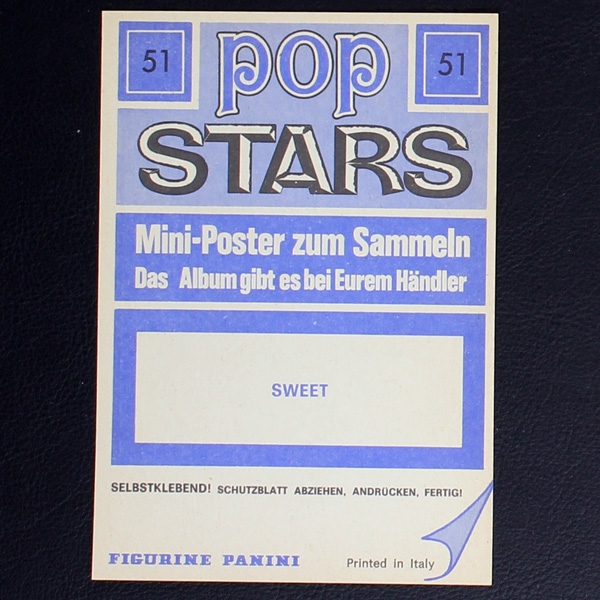 51
pop
51
STARS
Mini-Poster zum Sammeln
Das Album gibt es bei Eurem Händler
SWEET
SELBSTKLEBEND! SCHUTZBLATT ABZIEHEN, ANDRÜCKEN, FERTIG!
FIGURINE PANINI
Printed in Italy